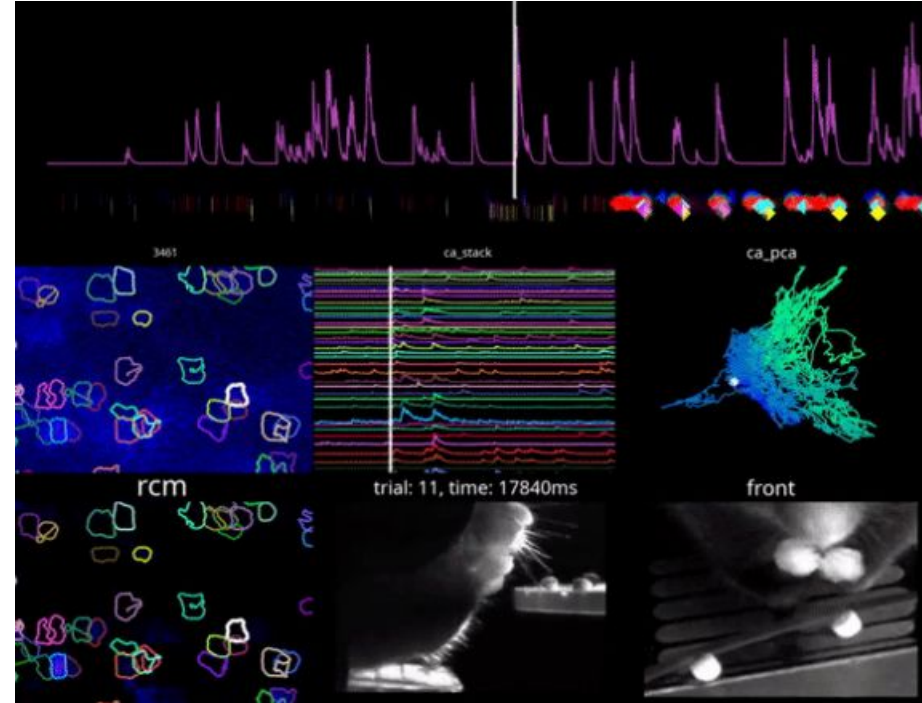 3461
ca_stack
ca_pca
rcm
trial: 11, time: 17840ms
front